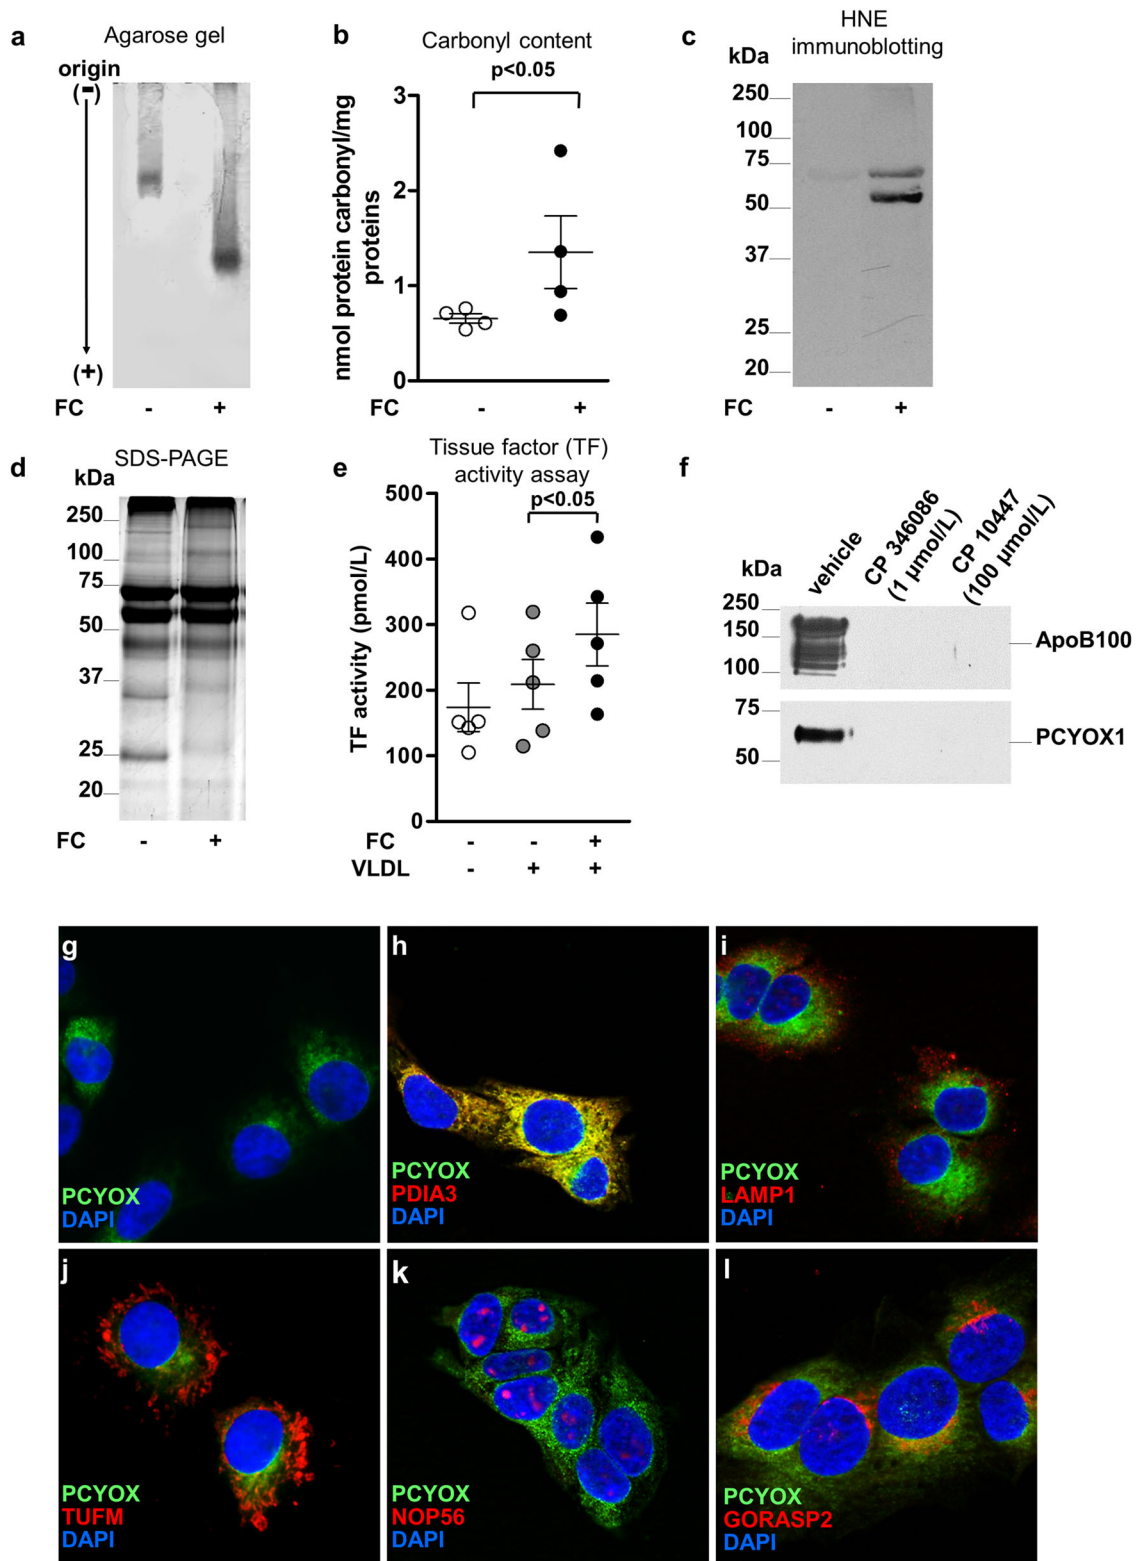 a
Agarose gel
origin
(-)
(+)
FC
-
+
b
Carbonyl content
p<0.05
nmol protein carbonyl/mg
proteins
3
2
1
0
FC
-
+
c
HNE
immunoblotting
kDa
250
100
75
50
37
25
20
FC
-
+
d
SDS-PAGE
kDa
250
100
75
50
37
25
20
FC
-
+
e
Tissue factor (TF)
activity assay
p<0.05
TF activity (pmol/L)
500
400
300
200
100
0
FC
-
-
+
VLDL
-
+
+
f
kDa
vehicle
CP 346086
(1 µmol/L)
CP 10447
(100 µmol/L)
250
150
100
ApoB100
75
50
PCYOX1
g
PCYOX
DAPI
h
PCYOX
PDIA3
DAPI
i
PCYOX
LAMP1
DAPI
j
PCYOX
TUFM
DAPI
k
PCYOX
NOP56
DAPI
l
PCYOX
GORASP2
DAPI